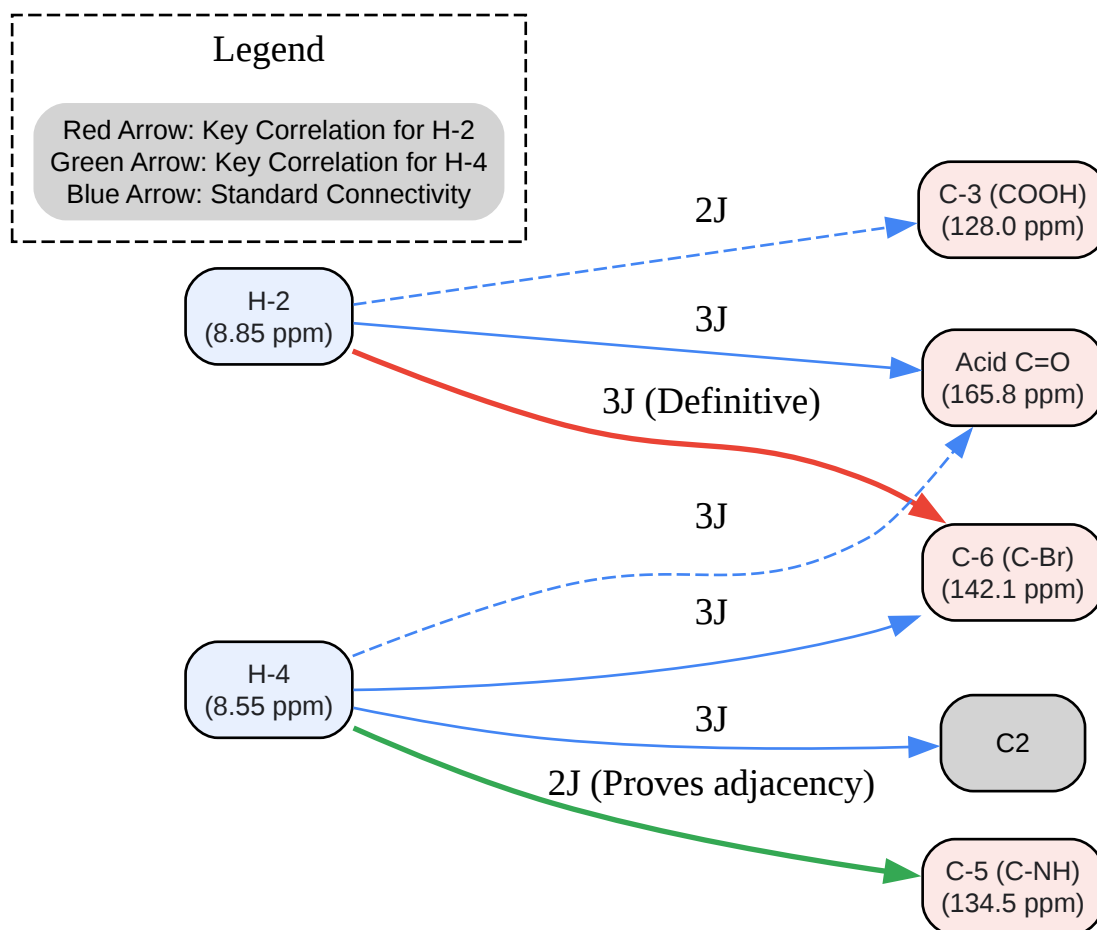 Legend
Red Arrow: Key Correlation for H-2
Green Arrow: Key Correlation for H-4
Blue Arrow: Standard Connectivity
2J
C-3 (COOH)
(128.0 ppm)
H-2
(8.85 ppm)
3J
Acid C=O
(165.8 ppm)
3J (Definitive)
3J
C-6 (C-Br)
(142.1 ppm)
3J
H-4
(8.55 ppm)
3J
C2
2J (Proves adjacency)
C-5 (C-NH)
(134.5 ppm)